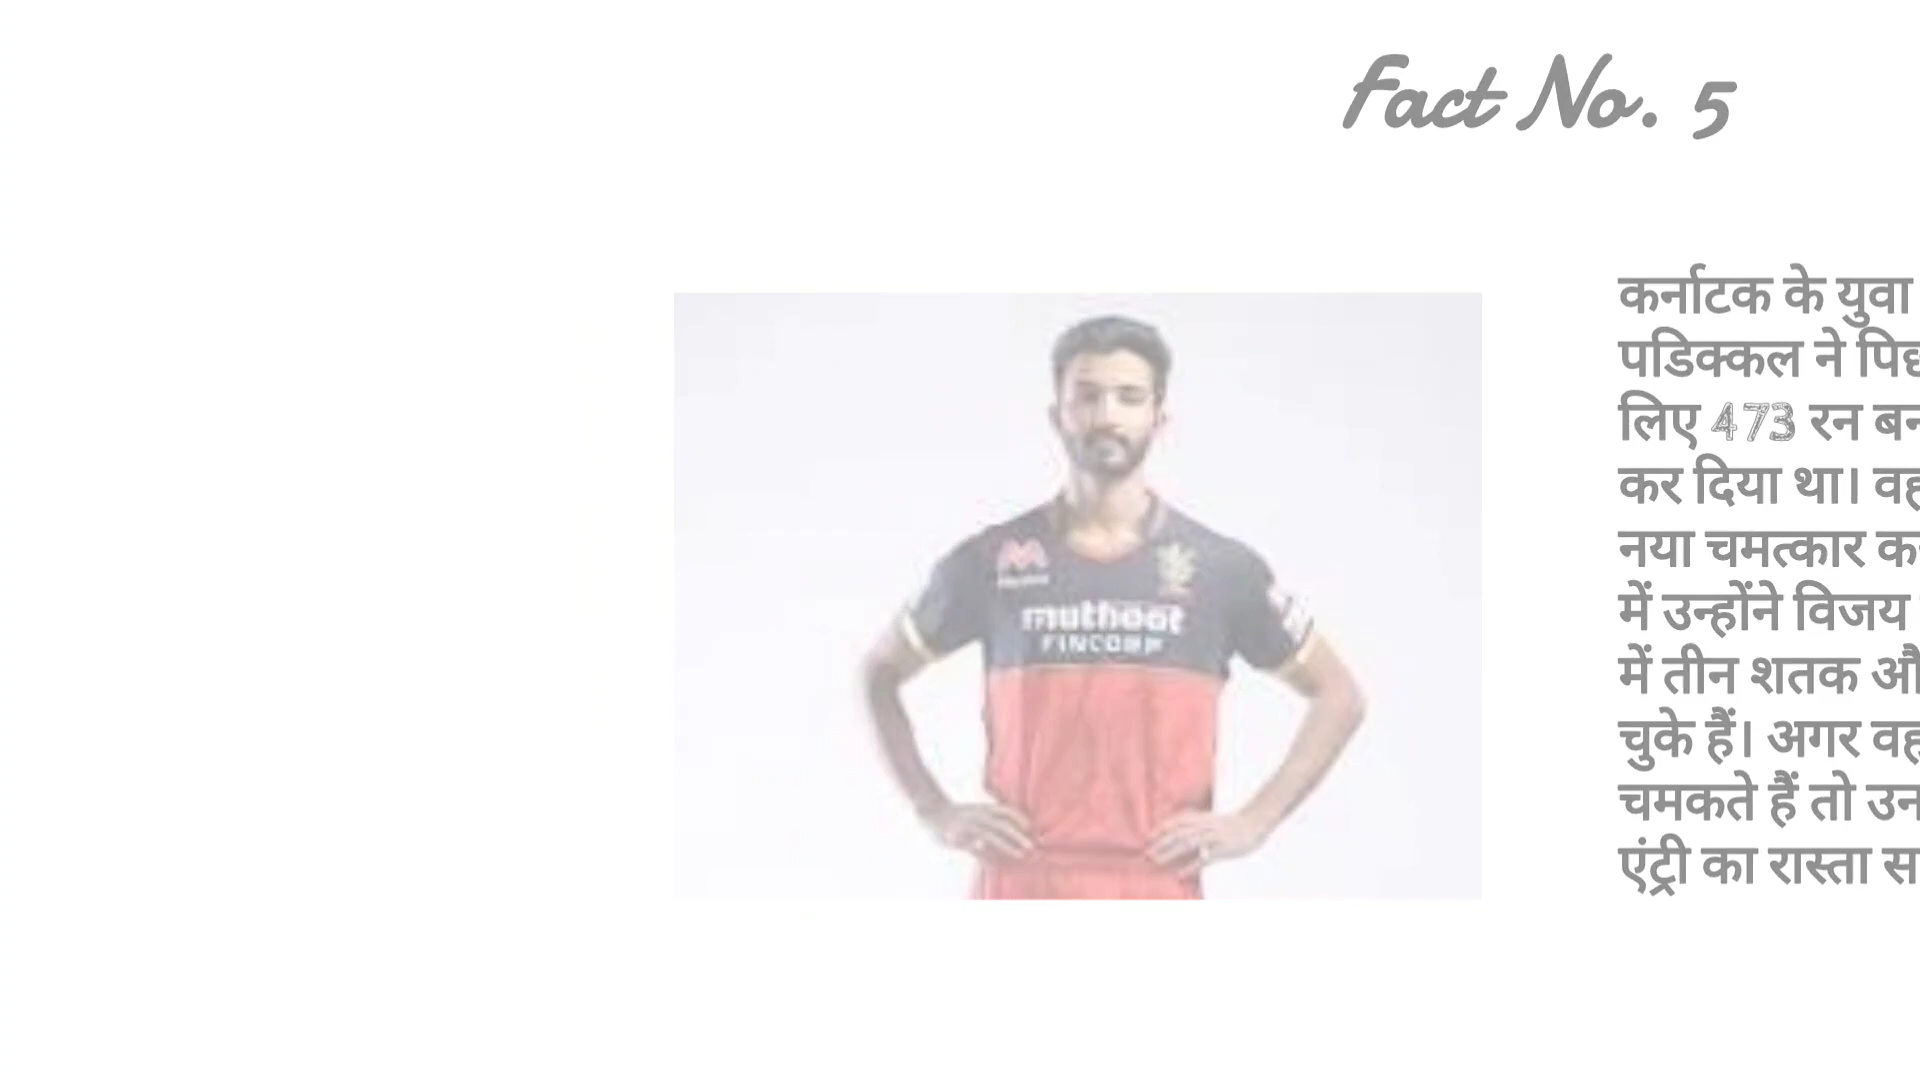 Fact No. 5
कर्नाटक के युवा
पडिक्कल ने
लिए 473 रन
कर दिया था।
नया चमत्कार
में उन्होंने विजय
में तीन शतक
चुके हैं। अगर
चमकते हैं तो
एंट्री का रास्ता
muthoot
FINCORP